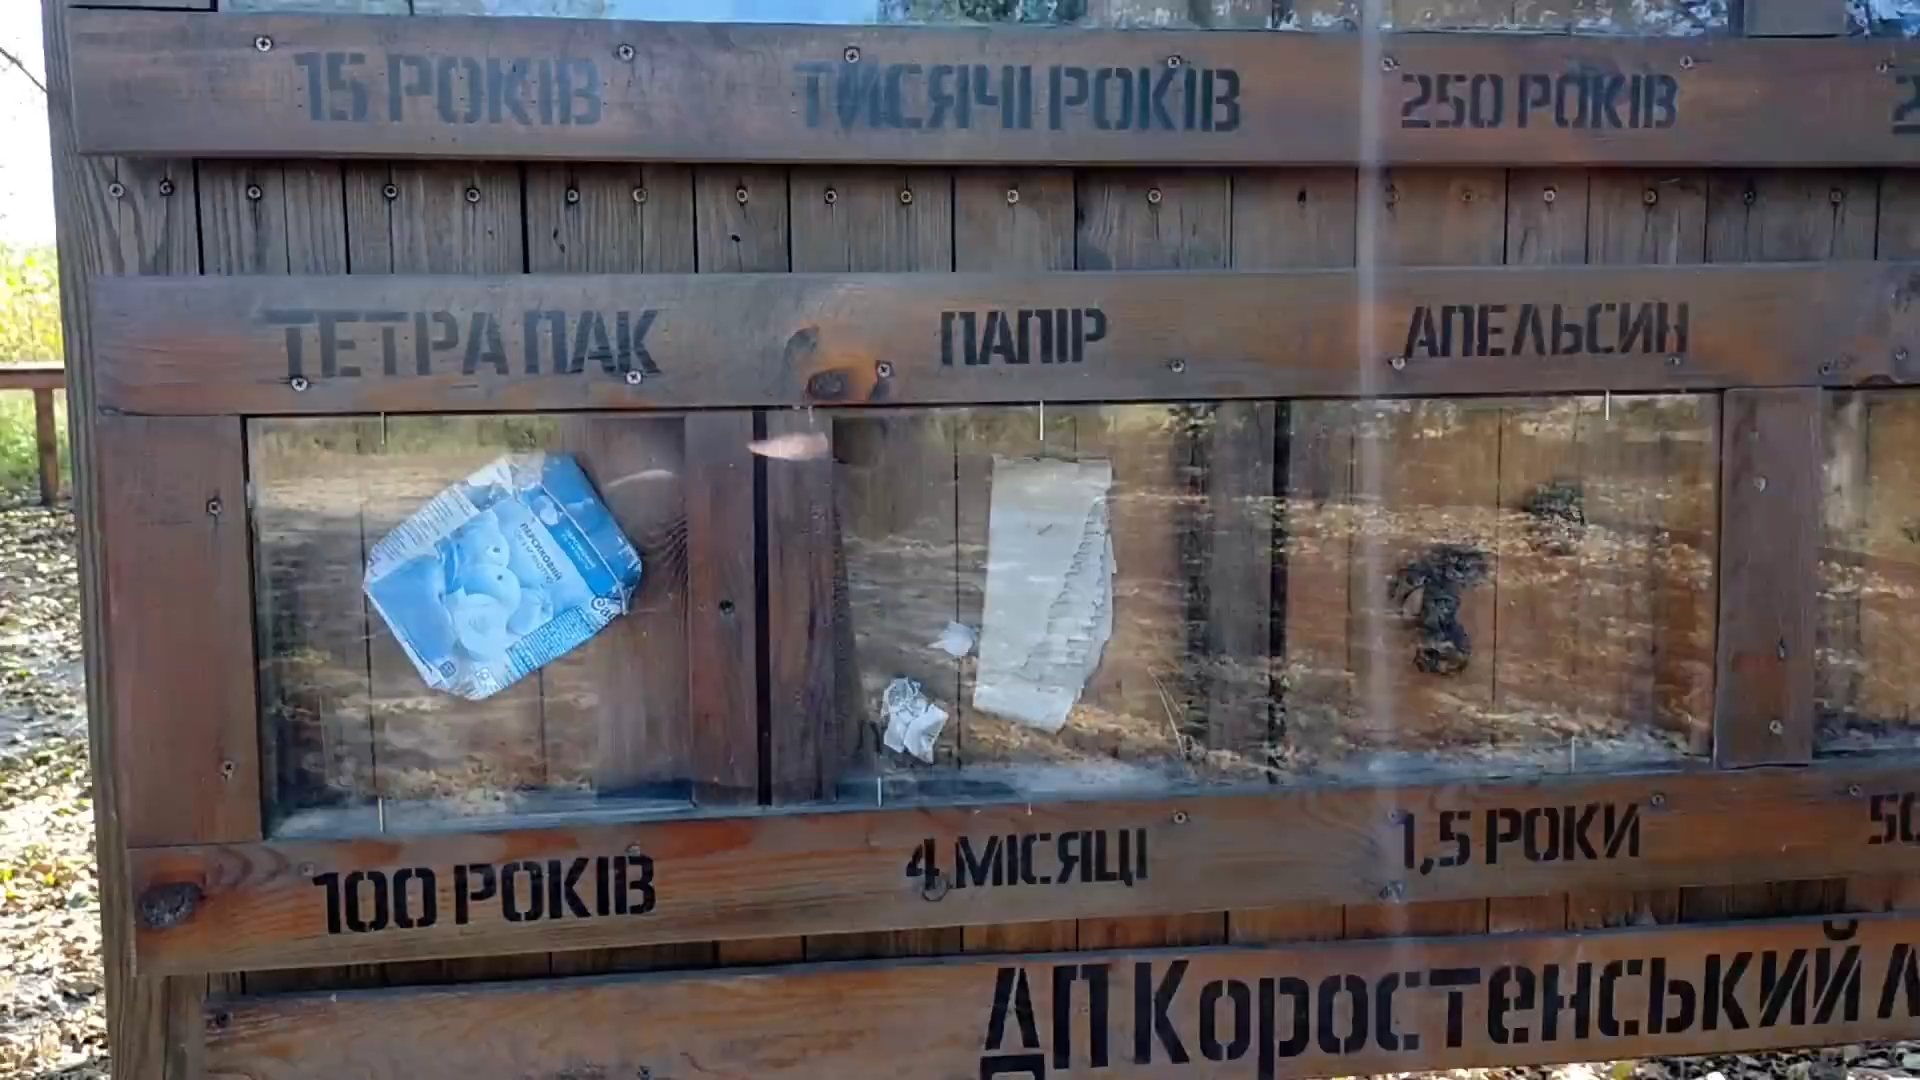 15 РОКІВ ТИСЯЧІ РОКІВ 250 РОКІВ
ТЕТРА ПАК ПАПІР АПЕЛЬСИН
ПЕРСИКОВИЙ
100 РОКІВ 4 МІСЯЦІ 1,5 РОКИ
ДП Коростенський